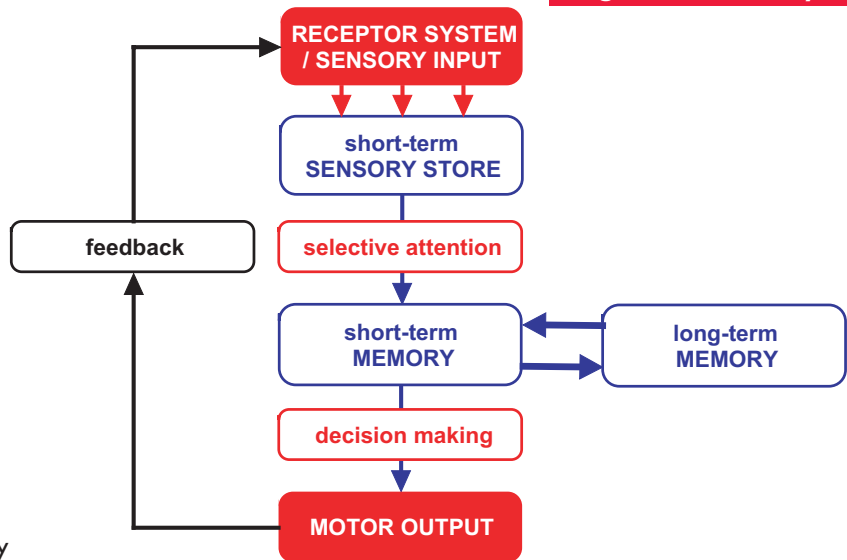 RECEPTOR SYSTEM
/ SENSORY INPUT
short-term
SENSORY STORE
feedback
selective attention
short-term
MEMORY
long-term
MEMORY
decision making
MOTOR OUTPUT
y